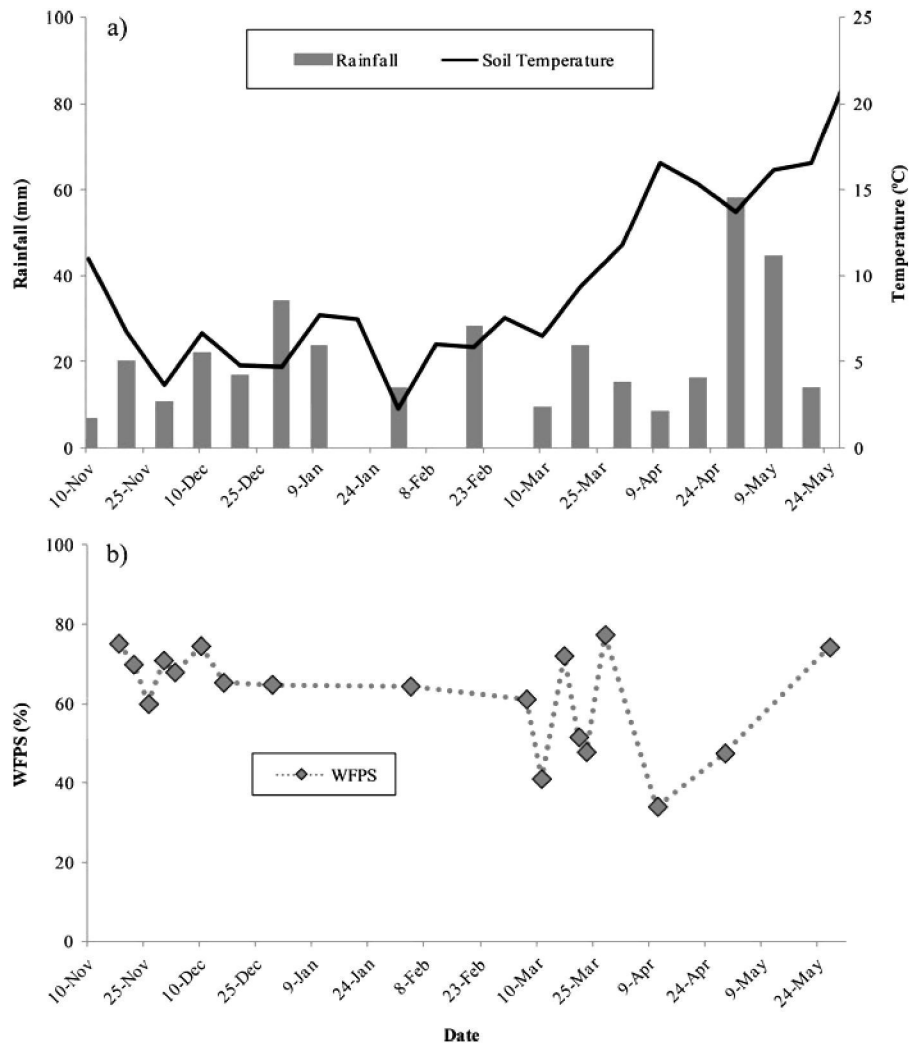 a)
Rainfall Soil Temperature
100
80
60
40
20
0
Rainfall (mm)
25
20
15
10
5
0
Temperature (ºC)
10-Nov 25-Nov 10-Dec 25-Dec 9-Jan 24-Jan 8-Feb 23-Feb 10-Mar 25-Mar 9-Apr 24-Apr 9-May 24-May
b)
100
80
60
40
20
0
WFPS (%)
WFPS
10-Nov 25-Nov 10-Dec 25-Dec 9-Jan 24-Jan 8-Feb 23-Feb 10-Mar 25-Mar 9-Apr 24-Apr 9-May 24-May
Date